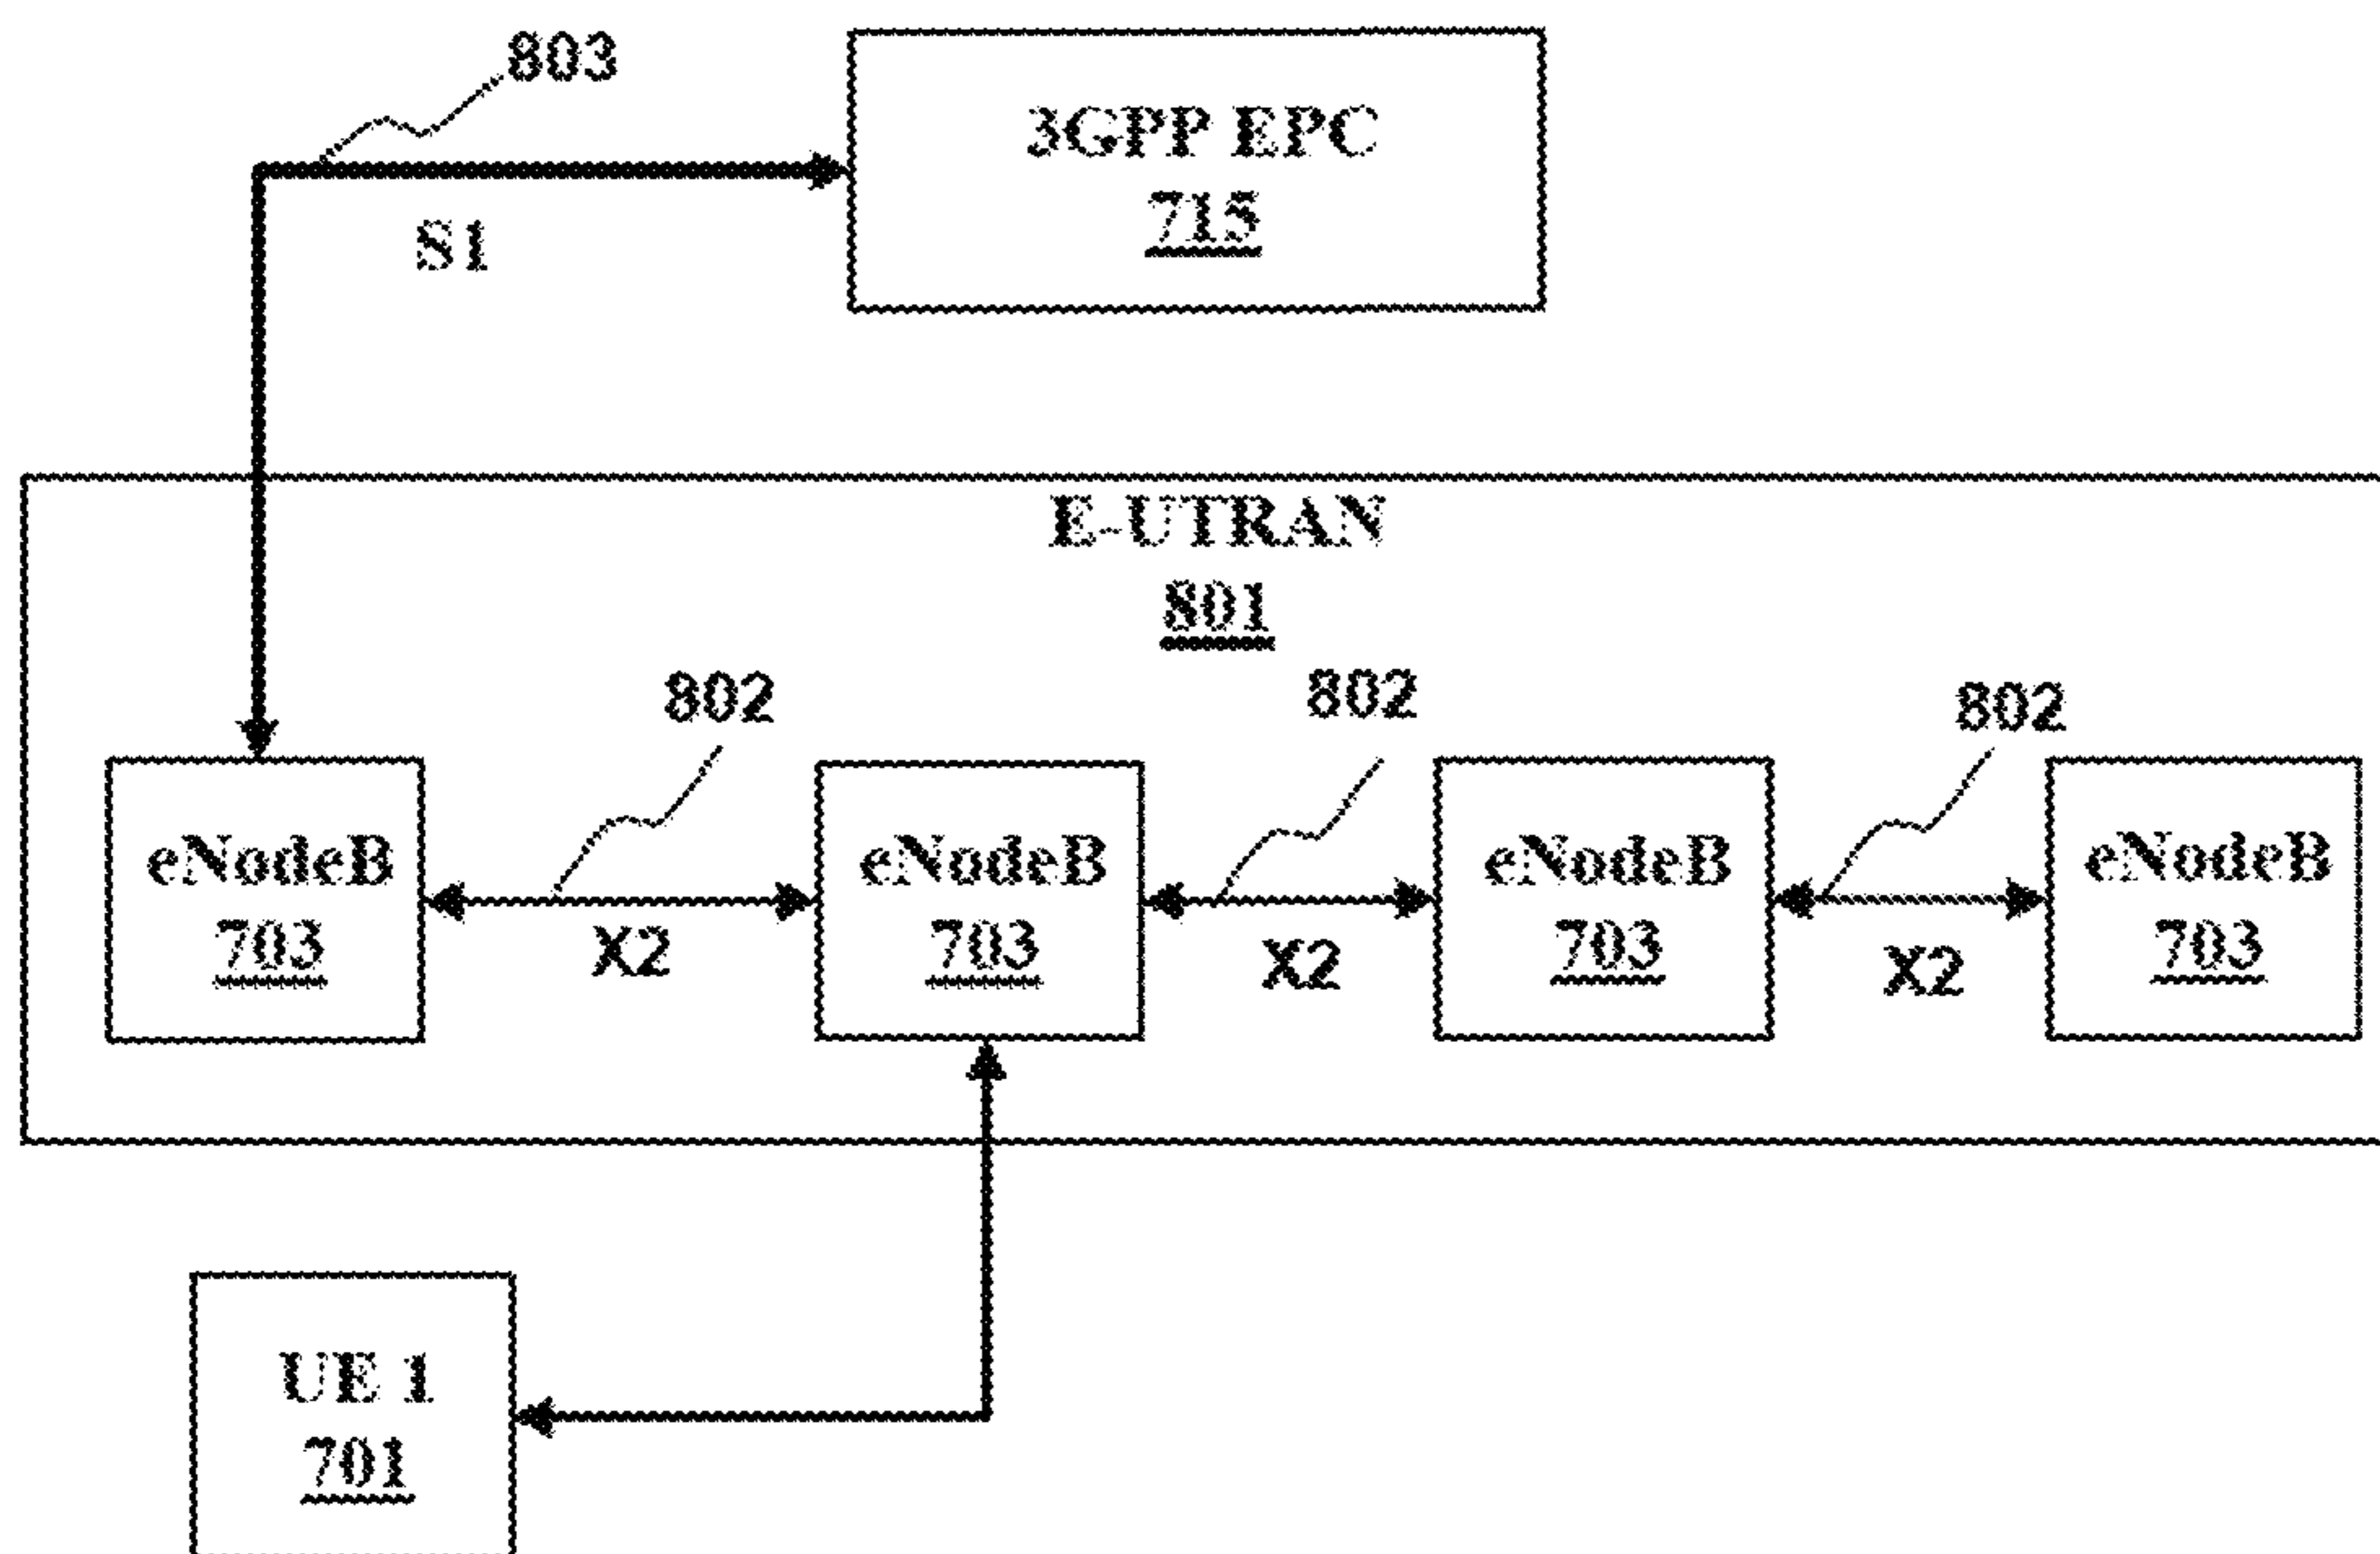 803
3GPP EPC
715
S1
E-UTRAN
801
802
802
802
eNodeB
703
eNodeB
703
eNodeB
703
eNodeB
703
X2
X2
X2
UE 1
701